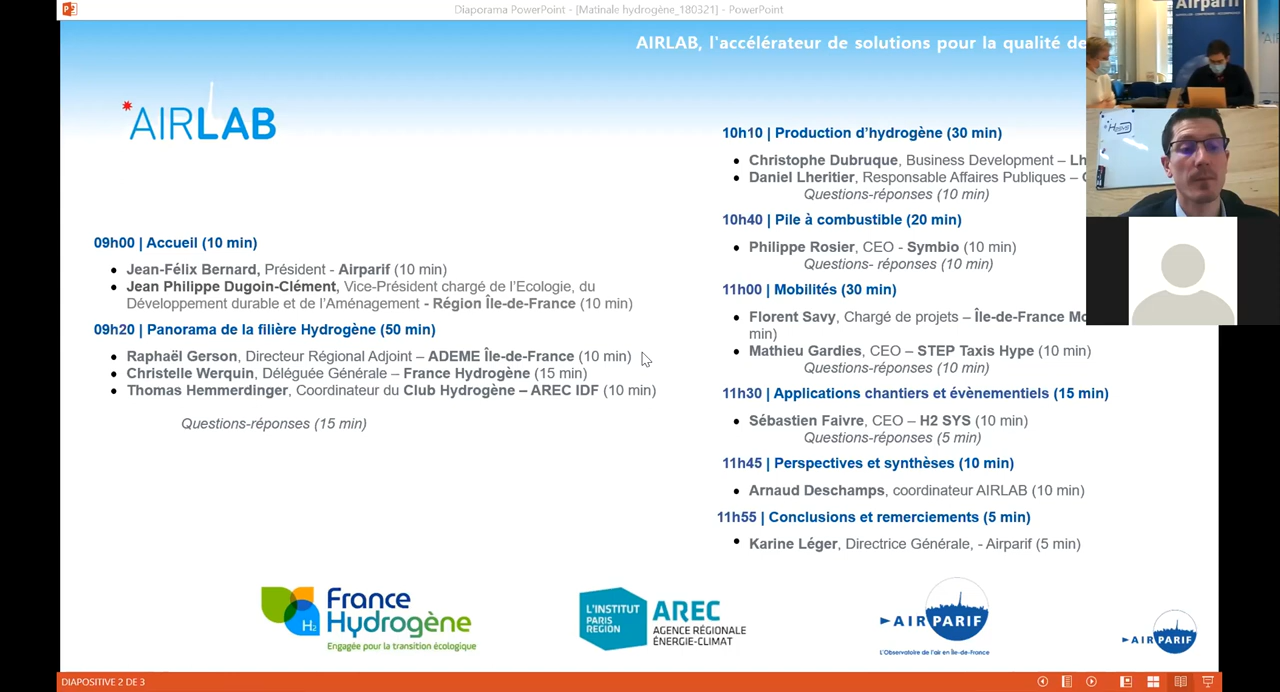 Diaporama PowerPoint - [Matinale hydrogène_180321] - PowerPoint
AIRLAB, l'accélérateur de solutions pour la qualité de
AIRLAB
09h00 | Accueil (10 min)
Jean-Félix Bernard, Président - Airparif (10 min)
Jean Philippe Dugoin-Clément, Vice-Président chargé de l'Ecologie, du
Développement durable et de l'Aménagement - Région Île-de-France (10 min)
09h20 | Panorama de la filière Hydrogène (50 min)
Raphaël Gerson, Directeur Régional Adjoint – ADEME Île-de-France (10 min)
Christelle Werquin, Déléguée Générale – France Hydrogène (15 min)
Thomas Hemmerdinger, Coordinateur du Club Hydrogène – AREC IDF (10 min)
Questions-réponses (15 min)
10h10 | Production d'hydrogène (30 min)
Christophe Dubruque, Business Development – Lh
Daniel Lheritier, Responsable Affaires Publiques –
Questions-réponses (10 min)
10h40 | Pile à combustible (20 min)
Philippe Rosier, CEO - Symbio (10 min)
Questions- réponses (10 min)
11h00 | Mobilités (30 min)
Florent Savy, Chargé de projets – Île-de-France Mo
min)
Mathieu Gardies, CEO – STEP Taxis Hype (10 min)
Questions-réponses (10 min)
11h30 | Applications chantiers et évènementiels (15 min)
Sébastien Faivre, CEO – H2 SYS (10 min)
Questions-réponses (5 min)
11h45 | Perspectives et synthèses (10 min)
Arnaud Deschamps, coordinateur AIRLAB (10 min)
11h55 | Conclusions et remerciements (5 min)
Karine Léger, Directrice Générale, - Airparif (5 min)
Airparif
France
Hydrogène
H2
Engagée pour la transition écologique
L'INSTITUT
PARIS
REGION
AREC
AGENCE RÉGIONALE
ÉNERGIE-CLIMAT
AIRPARIF
L'Observatoire de l'air en Île-de-France
AIRPARIF
DIAPOSITIVE 2 DE 3